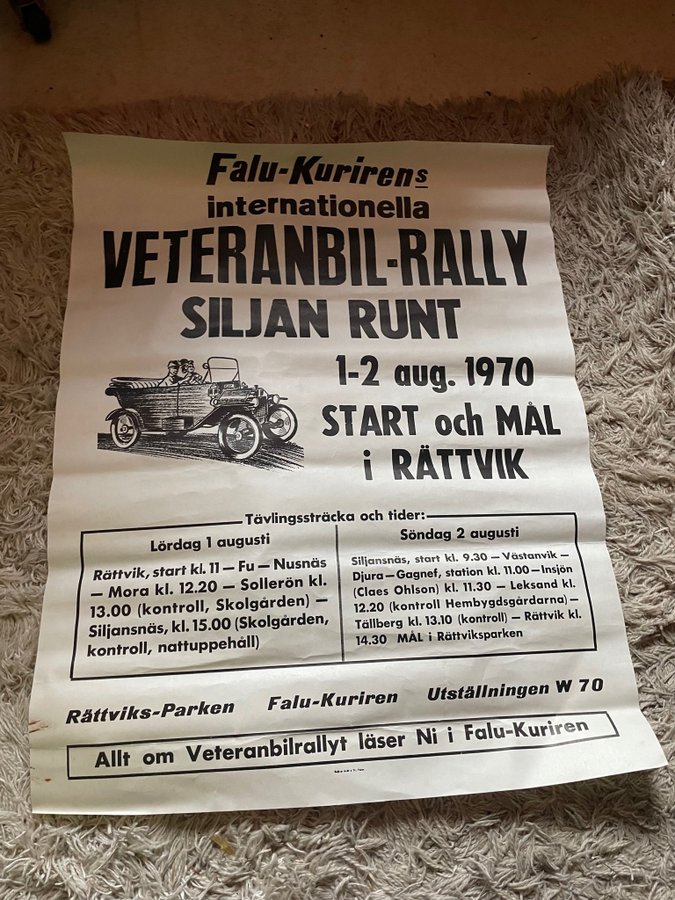 Falu-Kurirens
internationella
VETERANBIL-RALLY
SILJAN RUNT
1-2 aug. 1970
START och MÅL
i RÄTTVIK
Tävlingssträcka och tider:
Lördag 1 augusti
Rättvik, start kl. 11 – Fu – Nusnäs
– Mora kl. 12.20 – Sollerön kl.
13.00 (kontroll, Skolgården) –
Siljansnäs, kl. 15.00 (Skolgården,
kontroll, nattuppehåll)
Söndag 2 augusti
Siljansnäs, start kl. 9.30 – Västanvik –
Djura – Gagnef, station kl. 11.00 – Insjön
(Claes Ohlson) kl. 11.30 – Leksand kl.
12.20 (kontroll Hembygdsgårdarna) –
Tällberg kl. 13.10 (kontroll) – Rättvik kl.
14.30 MÅL i Rättviksparken
Rättviks-Parken Falu-Kuriren Utställningen W 70
Allt om Veteranbilrallyt läser Ni i Falu-Kuriren